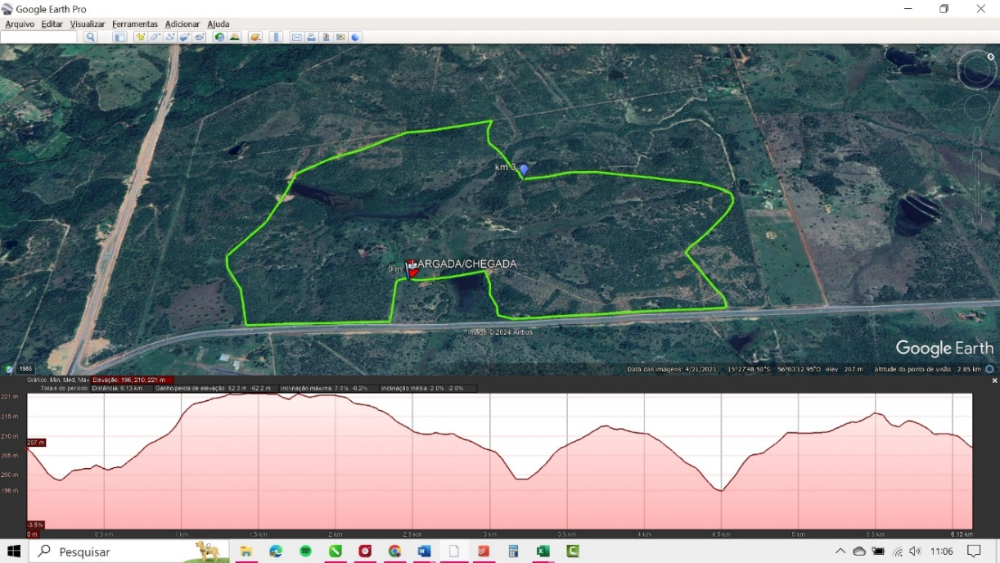 Google Earth Pro
Arquivo Editar Visualizar Ferramentas Adicionar Ajuda
km 3
0 m ARGADA/CHEGADA
Image © 2024 Airbus
Google Earth
1985
Data das imagens: 4/21/2023 15°27'48.50"S 56°03'12.95"O elev 207 m altitude do ponto de visão 2.85 km
Gráfico: Mín, Méd, Máx Elevação: 196, 210, 221 m
Totais do período: Distância: 6.13 km Ganho/perda de elevação: 62.3 m, -62.2 m Inclinação máxima: 7.0%, -6.2% Inclinação média: 2.0% -2.0%
221 m
215 m
210 m
207 m
205 m
200 m
196 m
-3.5%
0 m 0.5 km 1 km 1.5 km 2 km 2.5 km 3 km 3.5 km 4 km 4.5 km 5 km 5.5 km 6.13 km
Pesquisar
11:06